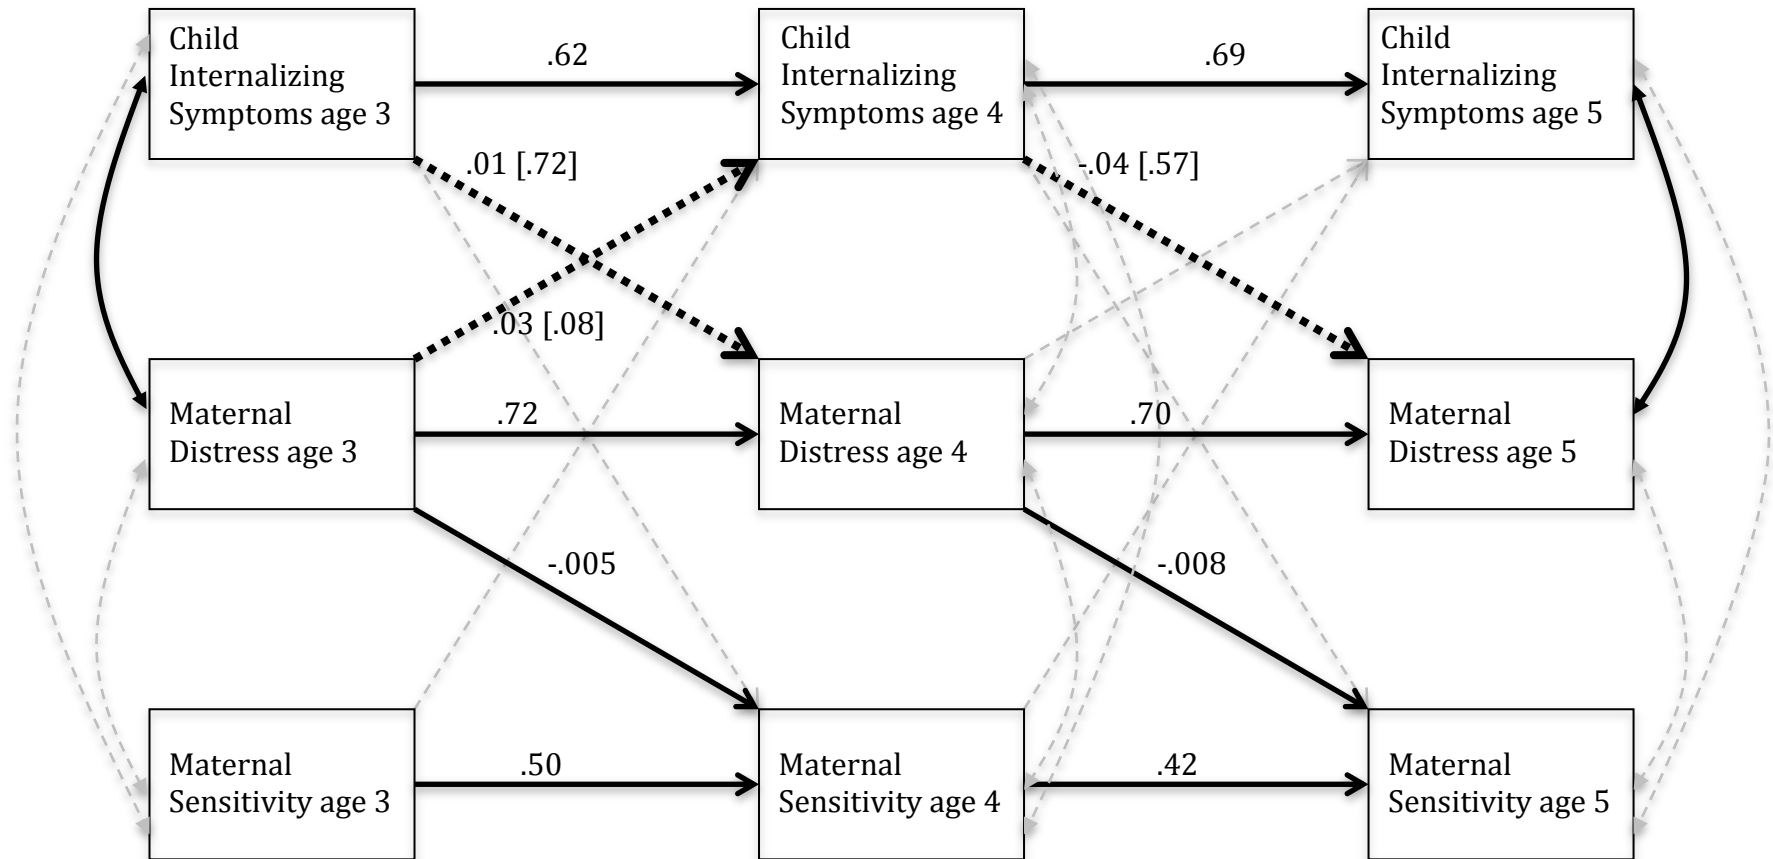 Child
Internalizing
Symptoms age 3
.62
Child
Internalizing
Symptoms age 4
.69
Child
Internalizing
Symptoms age 5
.01 [.72]
-.04 [.57]
.03 [.08]
Maternal
Distress age 3
.72
Maternal
Distress age 4
.70
Maternal
Distress age 5
-.005
-.008
Maternal
Sensitivity age 3
.50
Maternal
Sensitivity age 4
.42
Maternal
Sensitivity age 5